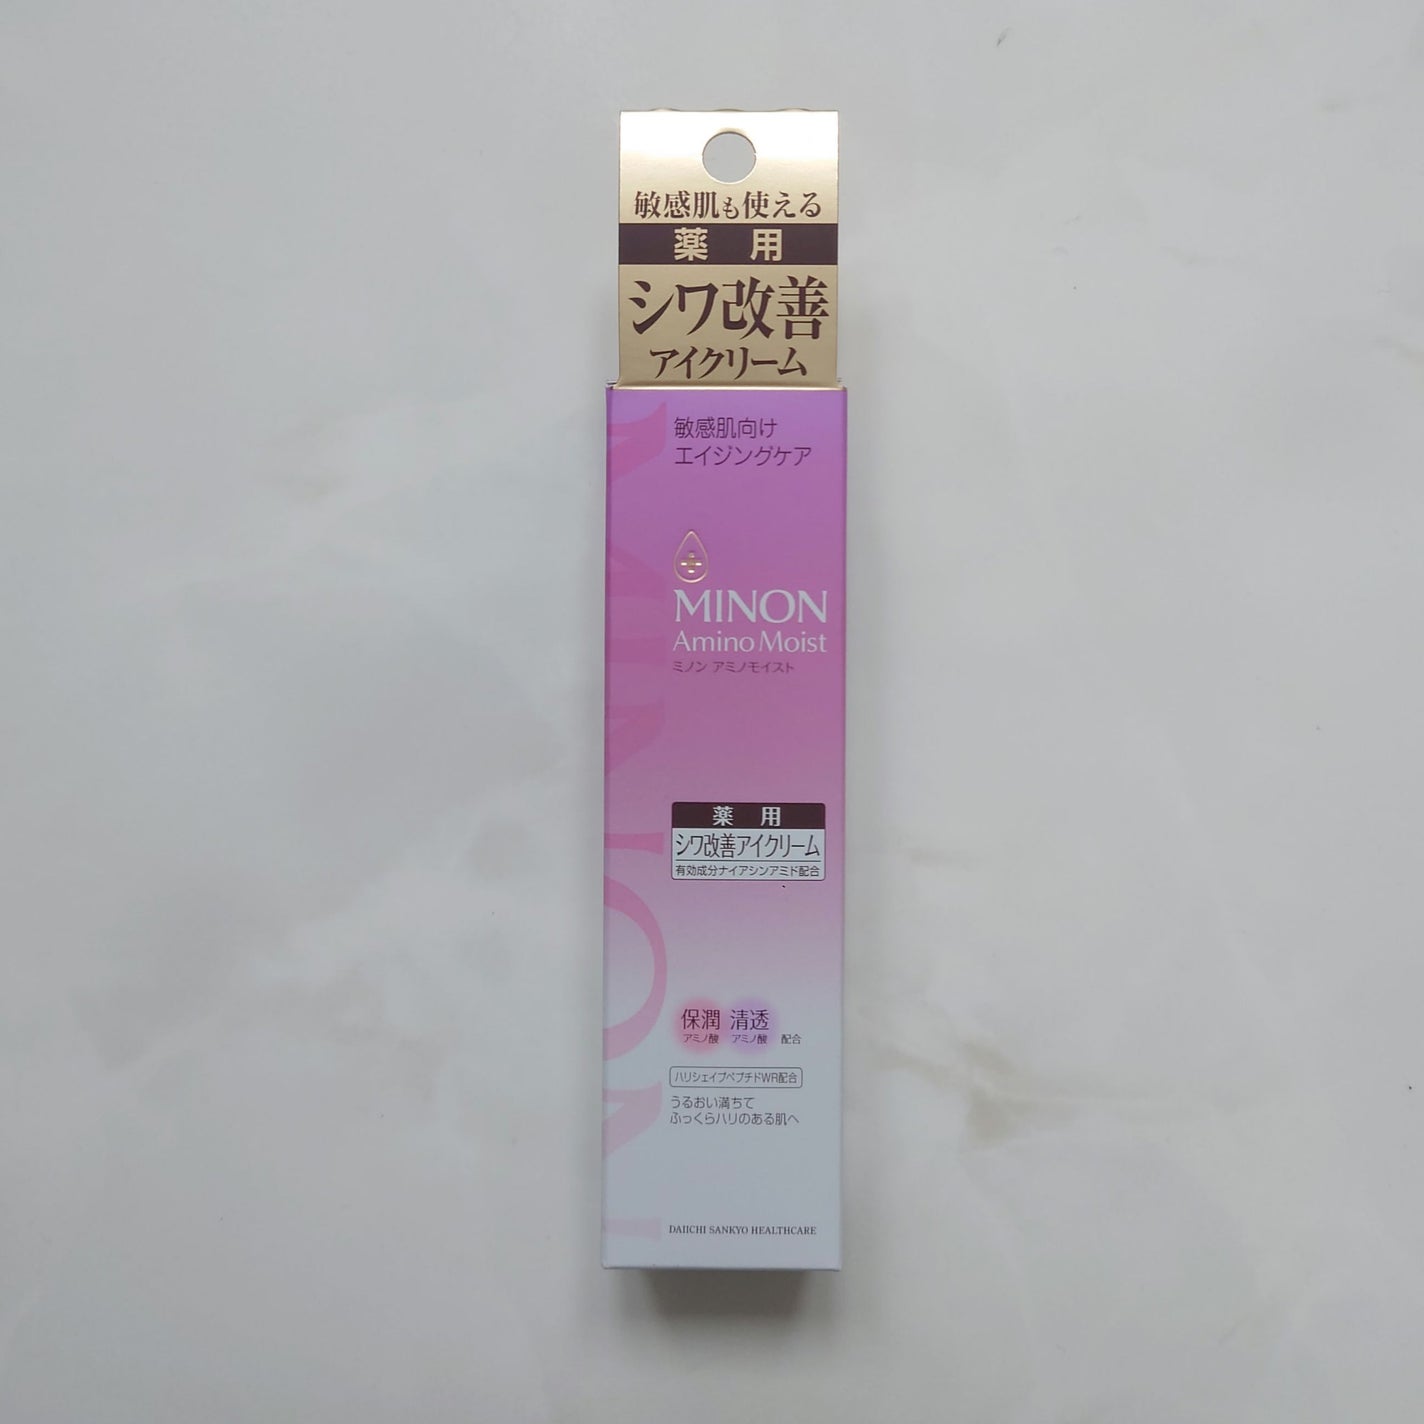 敏感肌も使える
薬用
シワ改善
アイクリーム
敏感肌向け
エイジングケア
MINON
Amino Moist
ミノン アミノモイスト
薬用
シワ改善アイクリーム
有効成分ナイアシンアミド配合
保潤 清透
アミノ酸 アミノ酸 配合
ハリシェイプペプチドWR配合
うるおい満ちて
ふっくらハリのある肌へ
DAIICHI SANKYO HEALTHCARE
MINON